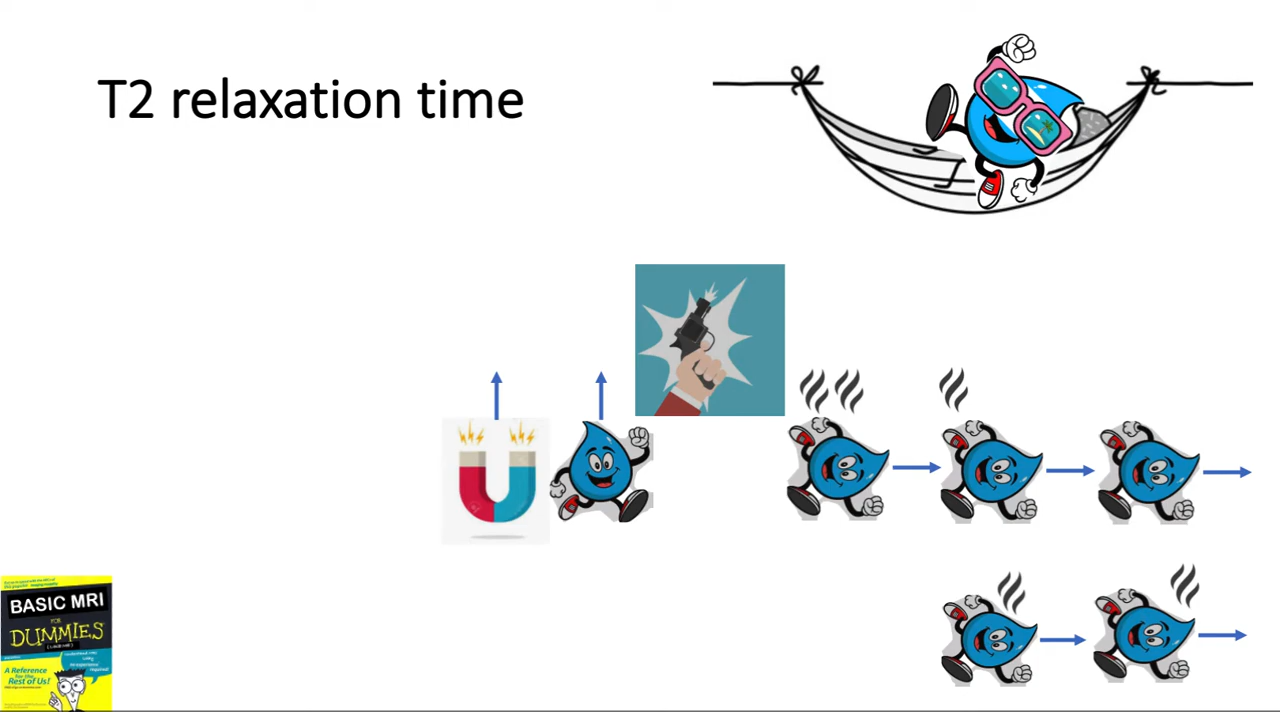 T2 relaxation time
BASIC MRI
FOR
DUMMIES
A Reference
For the
Rest of Us!